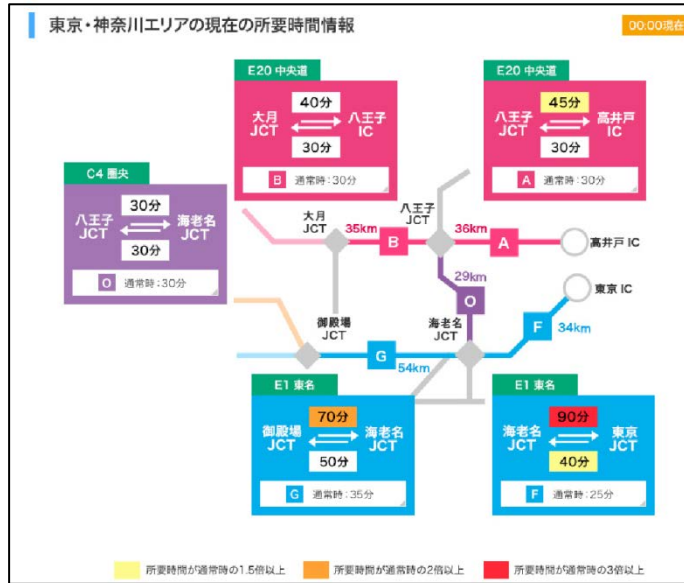 東京・神奈川エリアの現在の所要時間情報
00:00現在
E20 中央道
大月
JCT
40分
30分
八王子
IC
B 通常時:30分
E20 中央道
八王子
JCT
45分
30分
高井戸
IC
A 通常時:30分
C4 圏央
八王子
JCT
30分
30分
海老名
JCT
O 通常時:30分
大月
JCT
八王子
JCT
35km
B
36km
A
高井戸 IC
29km
O
東京 IC
御殿場
JCT
海老名
JCT
F
34km
G
54km
E1 東名
御殿場
JCT
70分
50分
海老名
JCT
G 通常時:35分
E1 東名
海老名
JCT
90分
40分
東京
JCT
F 通常時:25分
所要時間が通常時の1.5倍以上
所要時間が通常時の2倍以上
所要時間が通常時の3倍以上